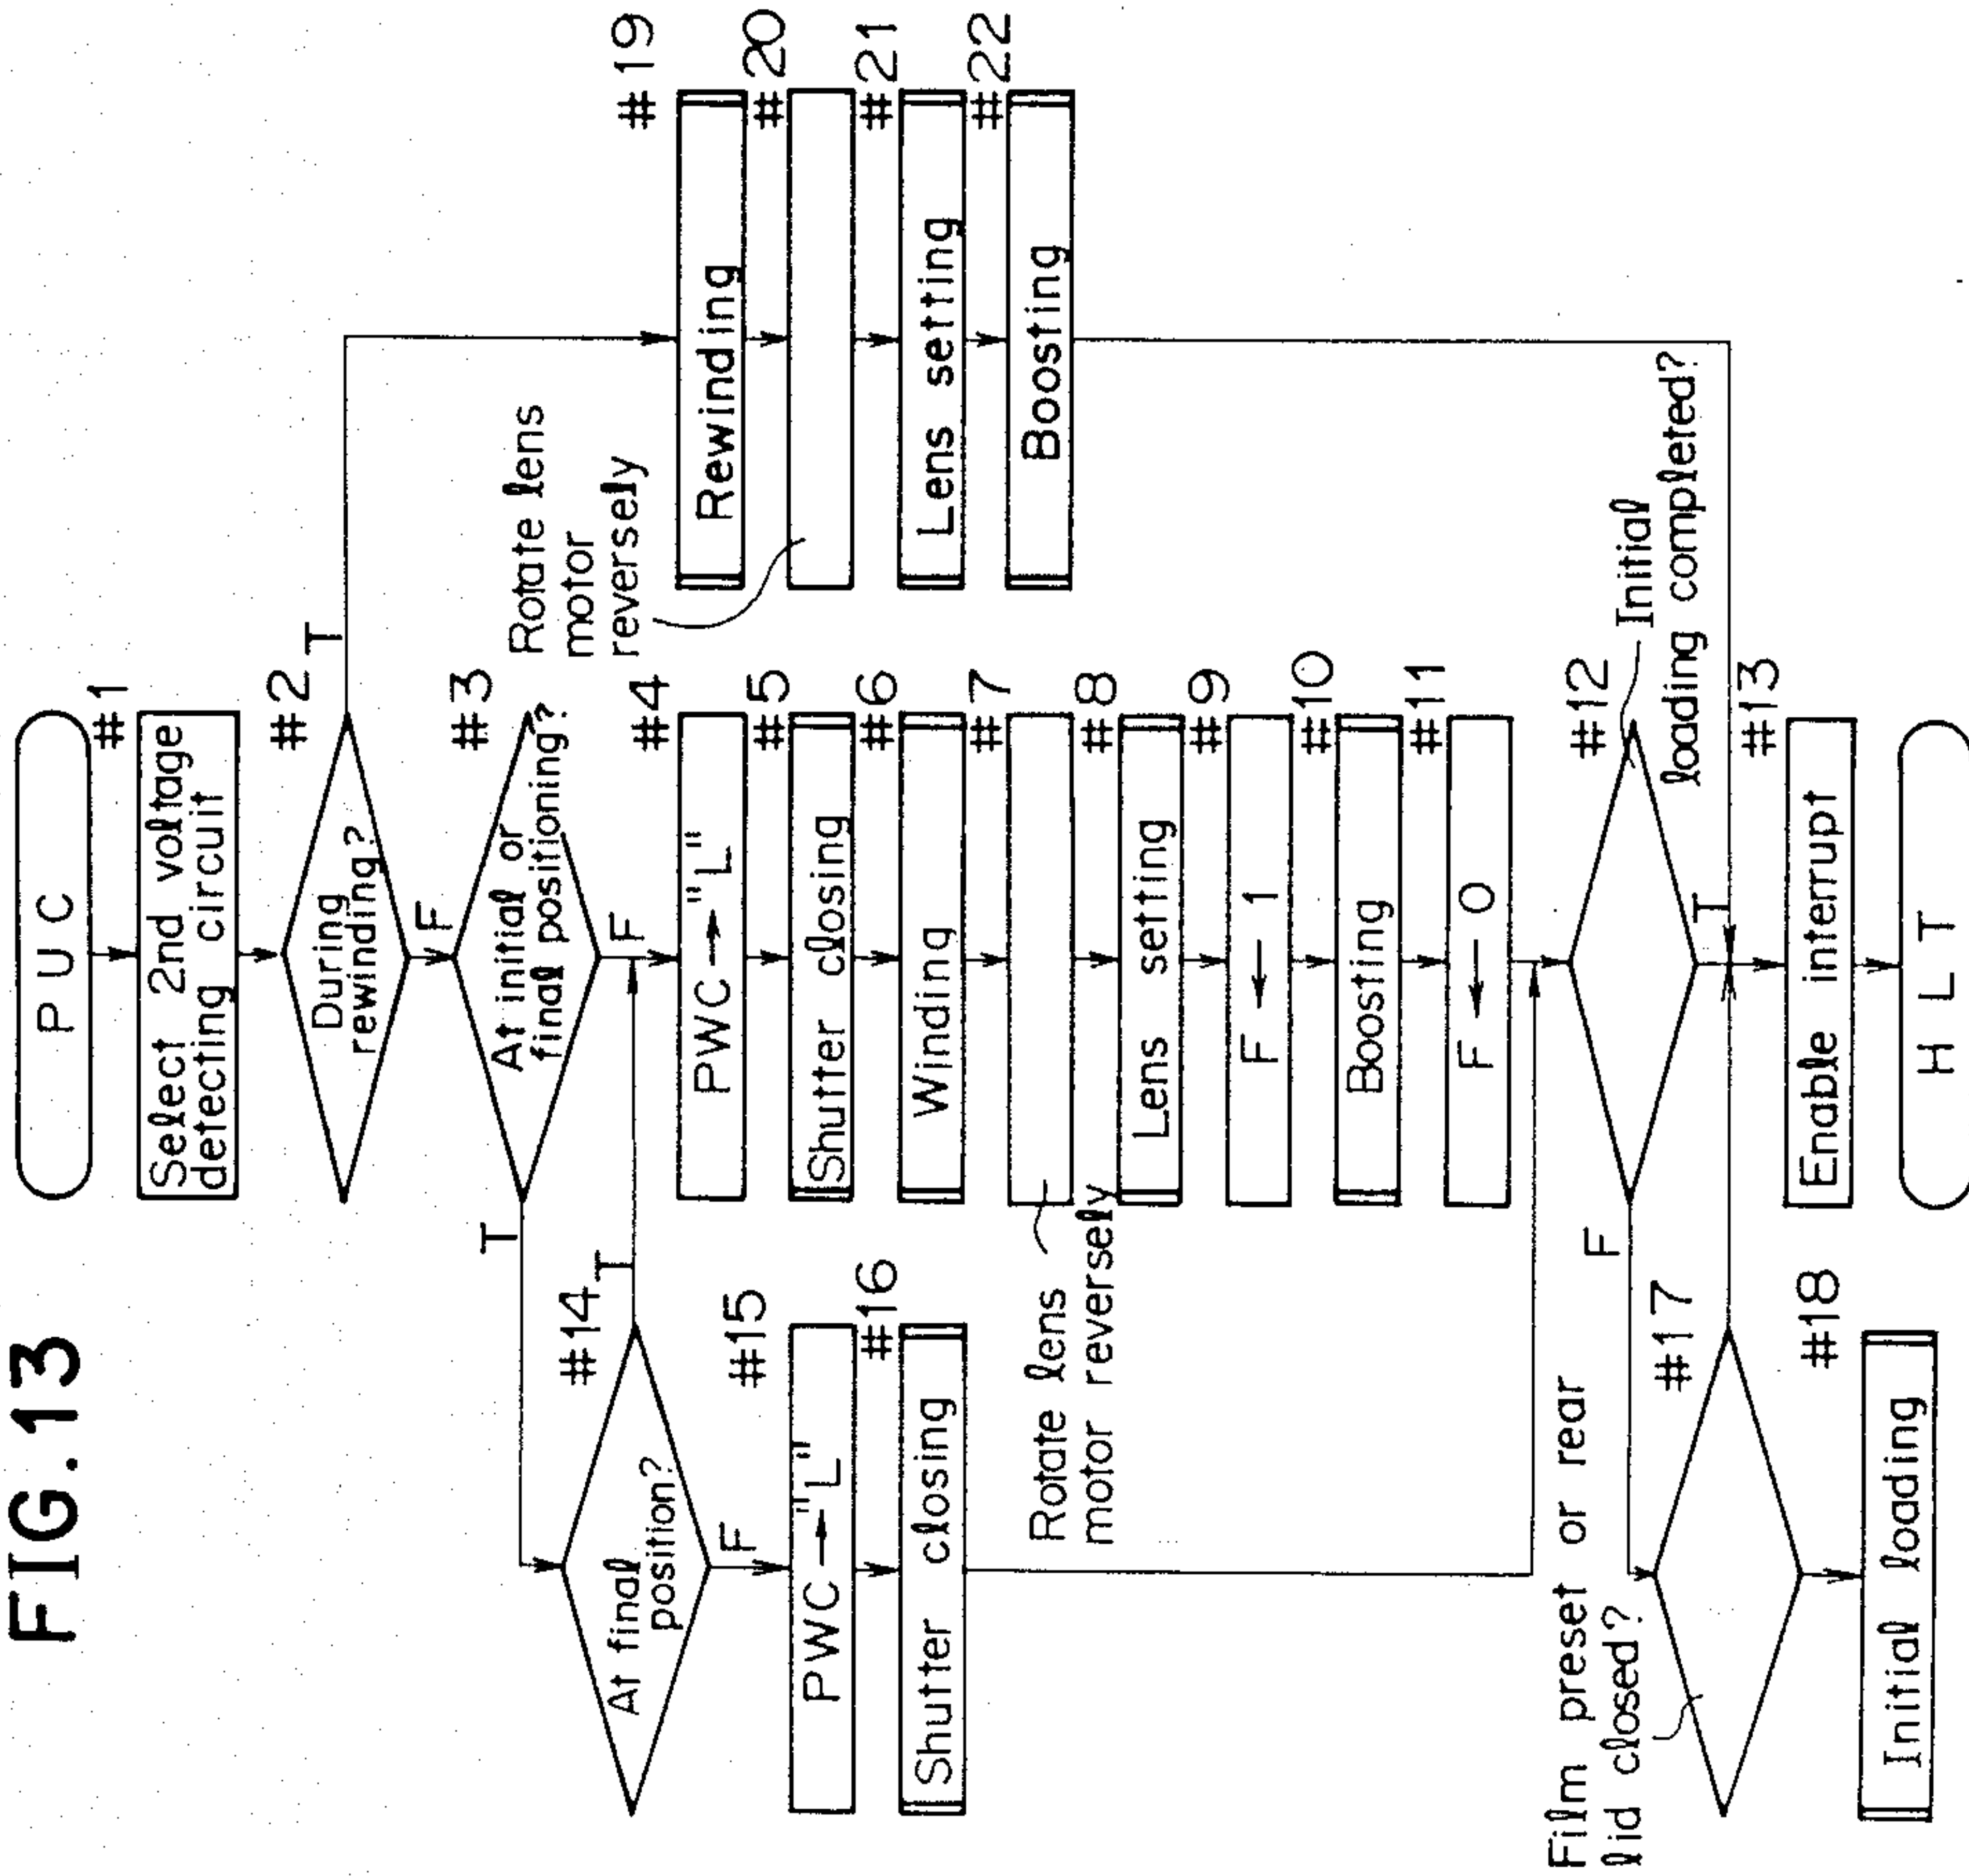 FIG.13
PUC
#1
Select 2nd voltage
detecting circuit
#2
During
rewinding?
T
F
#3
At initial or
final positioning?
T
F
#4
PWC→"L"
#5
Shutter closing
#6
Winding
#7
Rotate lens
motor reversely
#8
Lens setting
#9
F ← 1
#10
Boosting
#11
F ← 0
#12
Initial
loading completed?
F
T
#13
Enable interrupt
HLT
#14
At final
position?
T
F
#15
PWC→"L"
#16
Shutter closing
#17
Film preset or rear
lid closed?
#18
Initial loading
#19
Rewinding
#20
Rotate lens
motor
reversely
#21
Lens setting
#22
Boosting